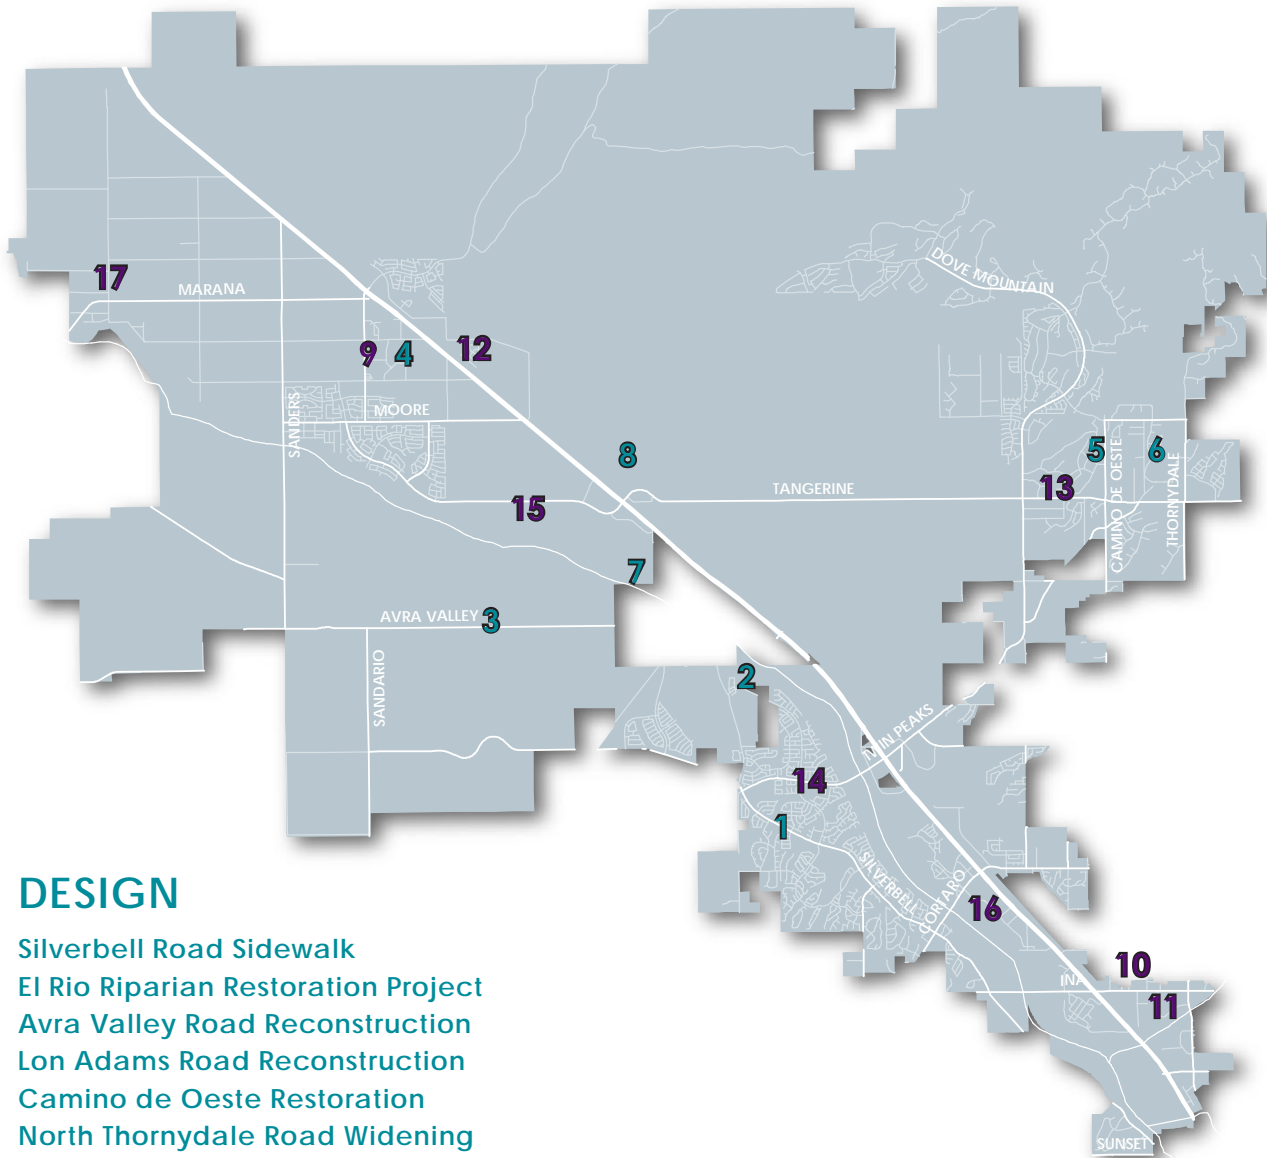 17
MARANA
DOVE MOUNTAIN
9
4
12
SANDERS
MOORE
8
5
CAMINO DE OESTE
6
THORNYDALE
TANGERINE
13
15
7
AVRA VALLEY
3
SANDARIO
2
TWIN PEAKS
14
1
SILVERBELL
CORTARO
16
10
INA
11
SUNSET
DESIGN
Silverbell Road Sidewalk
El Rio Riparian Restoration Project
Avra Valley Road Reconstruction
Lon Adams Road Reconstruction
Camino de Oeste Restoration
North Thornydale Road Widening